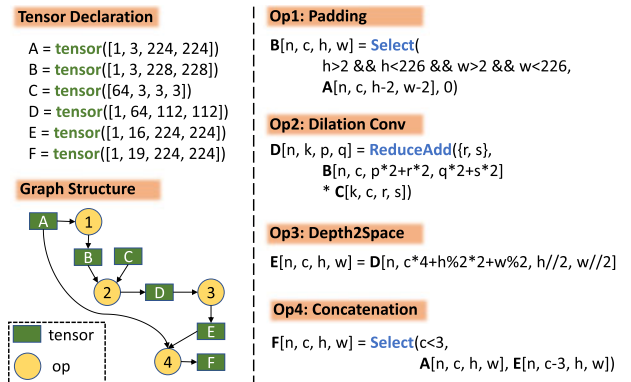 Tensor Declaration
A = tensor([1, 3, 224, 224])
B = tensor([1, 3, 228, 228])
C = tensor([64, 3, 3, 3])
D = tensor([1, 64, 112, 112])
E = tensor([1, 16, 224, 224])
F = tensor([1, 19, 224, 224])
Graph Structure
A
1
B
C
2
D
3
E
4
F
tensor
op
Op1: Padding
B[n, c, h, w] = Select(
h>2 && h<226 && w>2 && w<226,
A[n, c, h-2, w-2], 0)
Op2: Dilation Conv
D[n, k, p, q] = ReduceAdd({r, s},
B[n, c, p*2+r*2, q*2+s*2]
* C[k, c, r, s])
Op3: Depth2Space
E[n, c, h, w] = D[n, c*4+h%2*2+w%2, h//2, w//2]
Op4: Concatenation
F[n, c, h, w] = Select(c<3,
A[n, c, h, w], E[n, c-3, h, w])